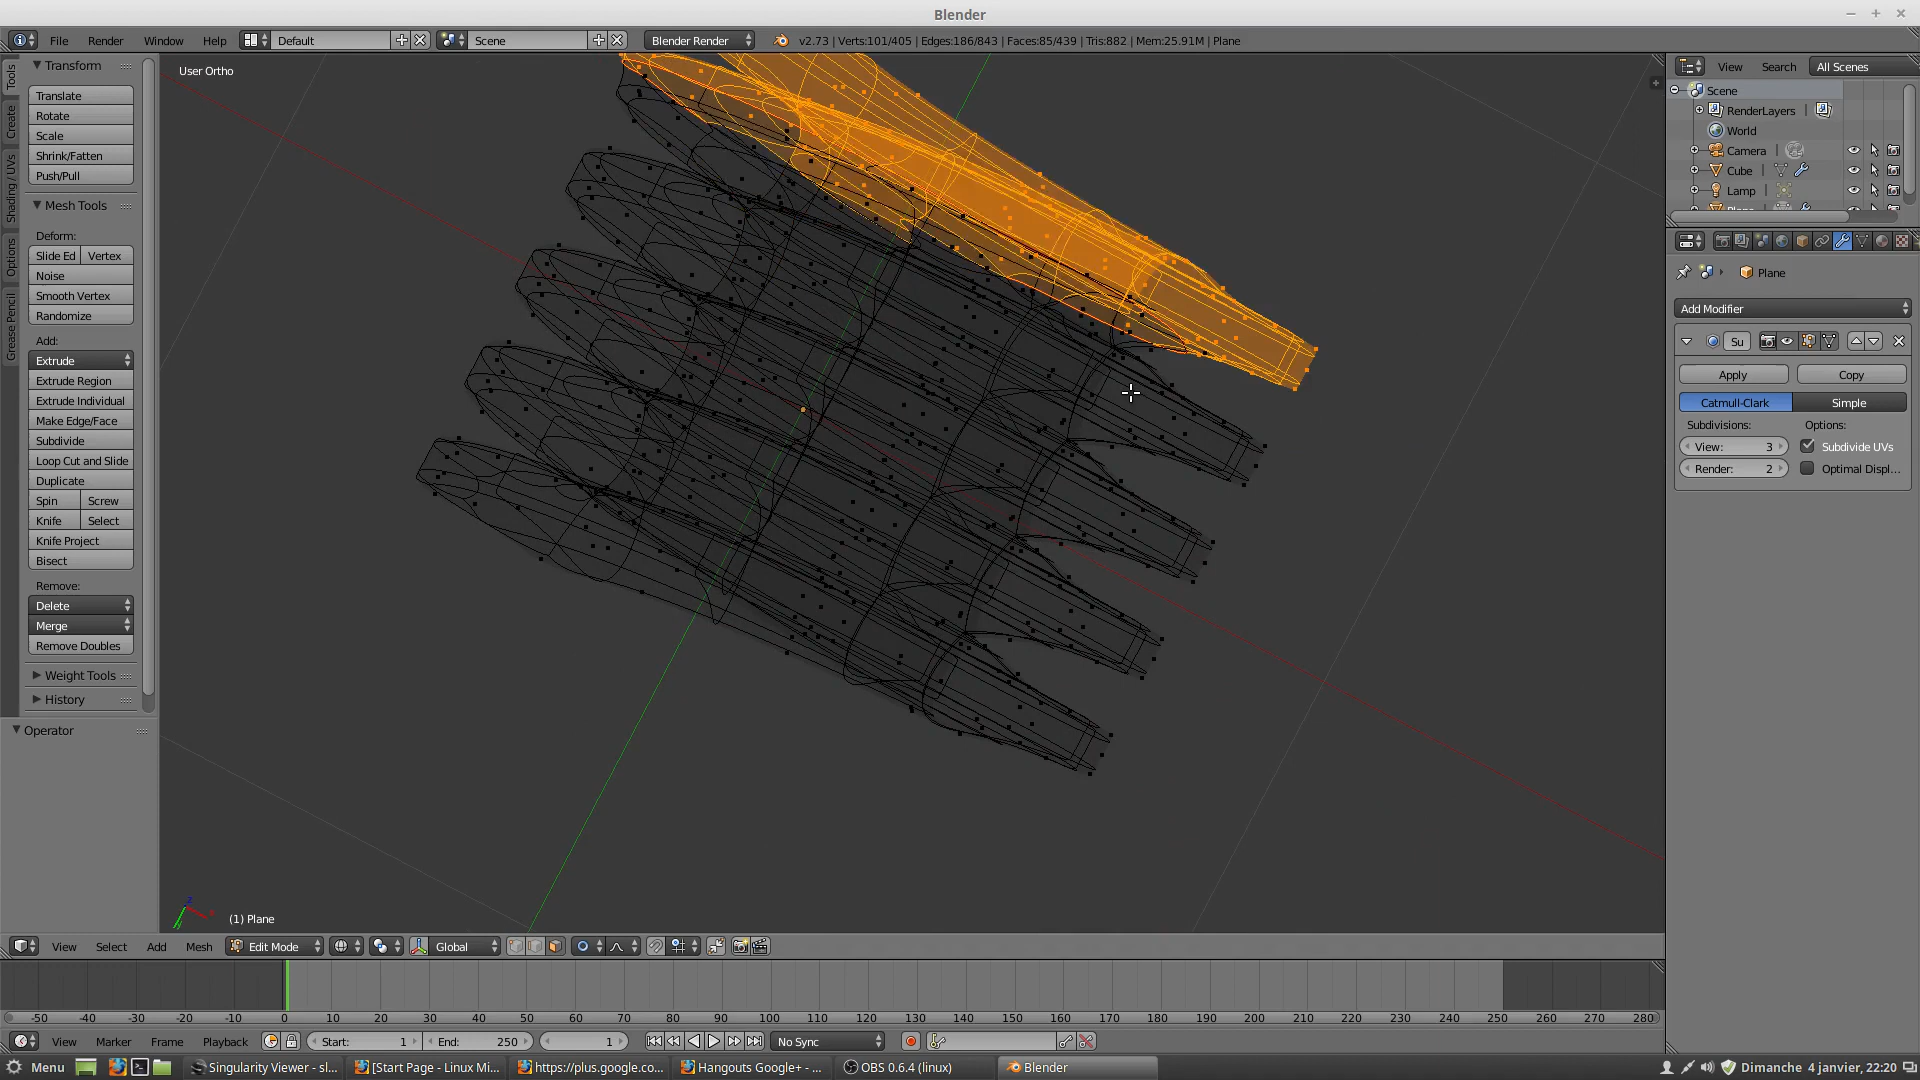 Blender
File Render Window Help Default Scene Blender Render v2.73 | Verts:101/405 | Edges:186/843 | Faces:85/439 | Tris:882 | Mem:25.91M | Plane
Tools
Create
Shading / UVs
Options
Grease Pencil
Transform
Translate
Rotate
Scale
Shrink/Fatten
Push/Pull
Mesh Tools
Deform:
Slide Ed Vertex
Noise
Smooth Vertex
Randomize
Add:
Extrude
Extrude Region
Extrude Individual
Make Edge/Face
Subdivide
Loop Cut and Slide
Duplicate
Spin Screw
Knife Select
Knife Project
Bisect
Remove:
Delete
Merge
Remove Doubles
Weight Tools
History
Operator
User Ortho
(1) Plane
View Search All Scenes
Scene
RenderLayers
World
Camera
Cube
Lamp
Plane
Add Modifier
Su
Apply Copy
Catmull-Clark Simple
Subdivisions: Options:
View: 3 Subdivide UVs
Render: 2 Optimal Displ...
View Select Add Mesh Edit Mode Global
-50 -40 -30 -20 -10 0 10 20 30 40 50 60 70 80 90 100 110 120 130 140 150 160 170 180 190 200 210 220 230 240 250 260 270 280
View Marker Frame Playback Start: 1 End: 250 1 No Sync
Menu Singularity Viewer - sl... [Start Page - Linux Mi... https://plus.google.co... Hangouts Google+ - ... OBS 0.6.4 (linux) Blender Dimanche 4 janvier, 22:20